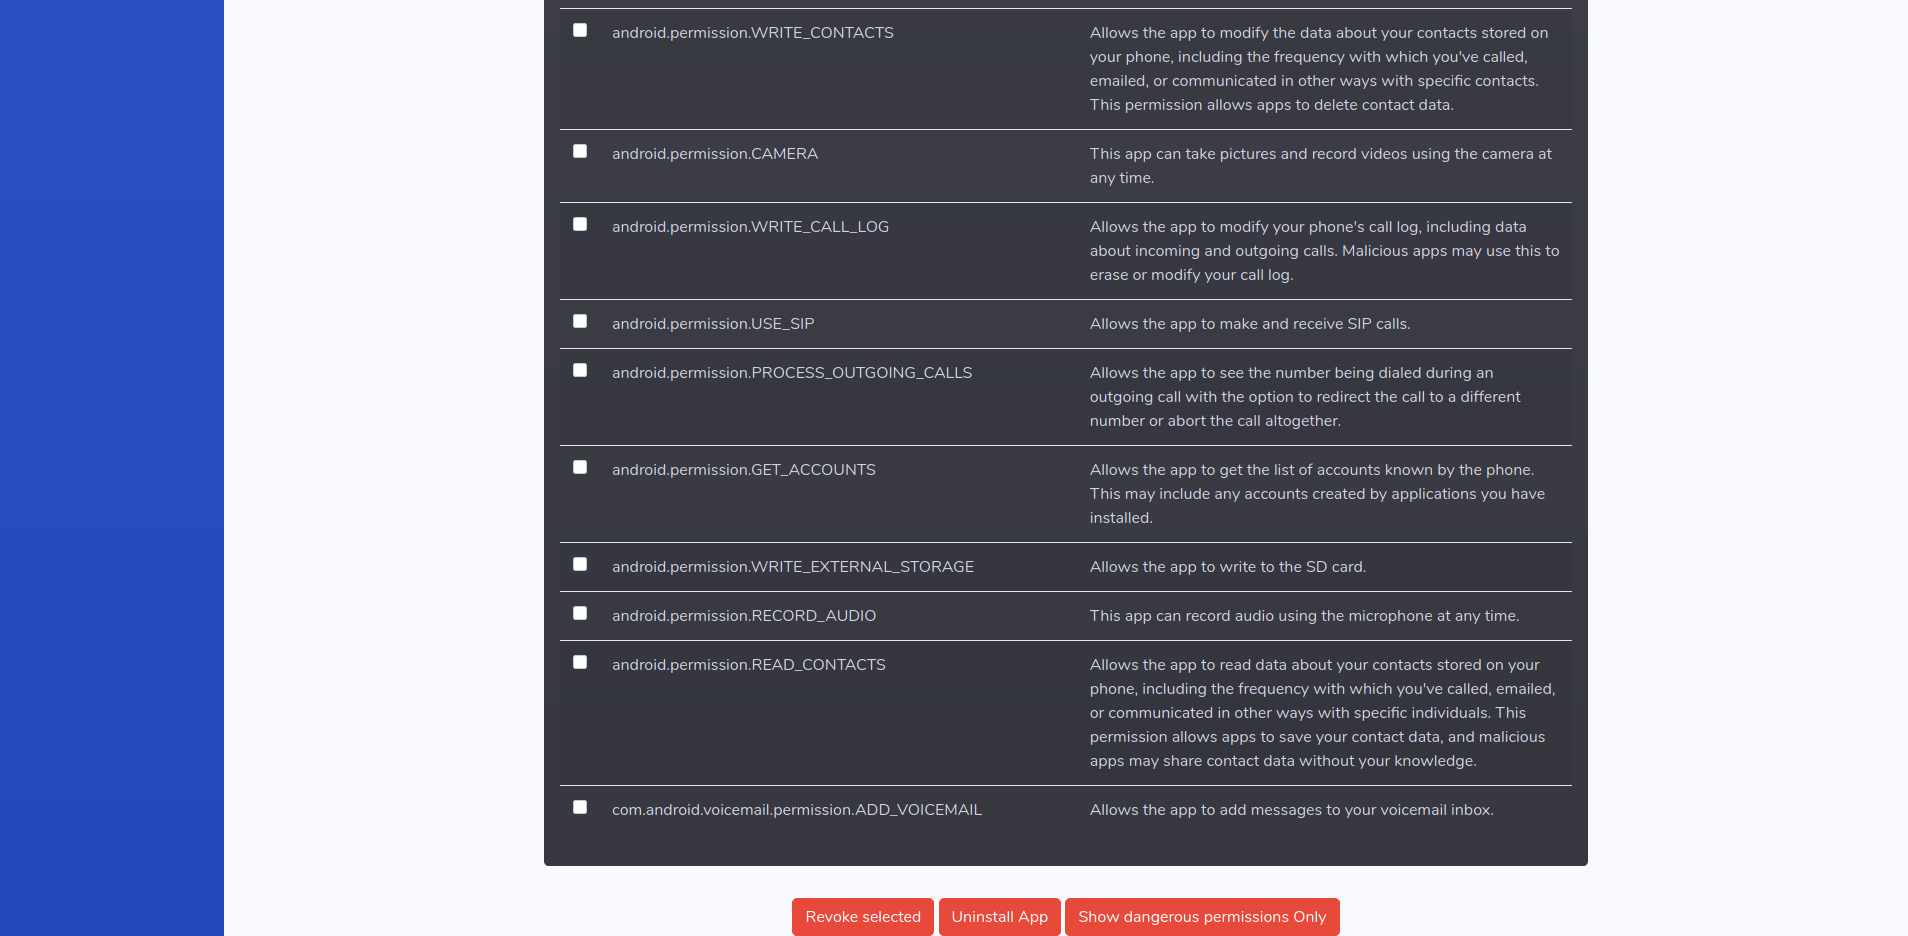 android.permission.WRITE_CONTACTS
Allows the app to modify the data about your contacts stored on
your phone, including the frequency with which you've called,
emailed, or communicated in other ways with specific contacts.
This permission allows apps to delete contact data.
android.permission.CAMERA
This app can take pictures and record videos using the camera at
any time.
android.permission.WRITE_CALL_LOG
Allows the app to modify your phone's call log, including data
about incoming and outgoing calls. Malicious apps may use this to
erase or modify your call log.
android.permission.USE_SIP
Allows the app to make and receive SIP calls.
android.permission.PROCESS_OUTGOING_CALLS
Allows the app to see the number being dialed during an
outgoing call with the option to redirect the call to a different
number or abort the call altogether.
android.permission.GET_ACCOUNTS
Allows the app to get the list of accounts known by the phone.
This may include any accounts created by applications you have
installed.
android.permission.WRITE_EXTERNAL_STORAGE
Allows the app to write to the SD card.
android.permission.RECORD_AUDIO
This app can record audio using the microphone at any time.
android.permission.READ_CONTACTS
Allows the app to read data about your contacts stored on your
phone, including the frequency with which you've called, emailed,
or communicated in other ways with specific individuals. This
permission allows apps to save your contact data, and malicious
apps may share contact data without your knowledge.
com.android.voicemail.permission.ADD_VOICEMAIL
Allows the app to add messages to your voicemail inbox.
Revoke selected
Uninstall App
Show dangerous permissions Only